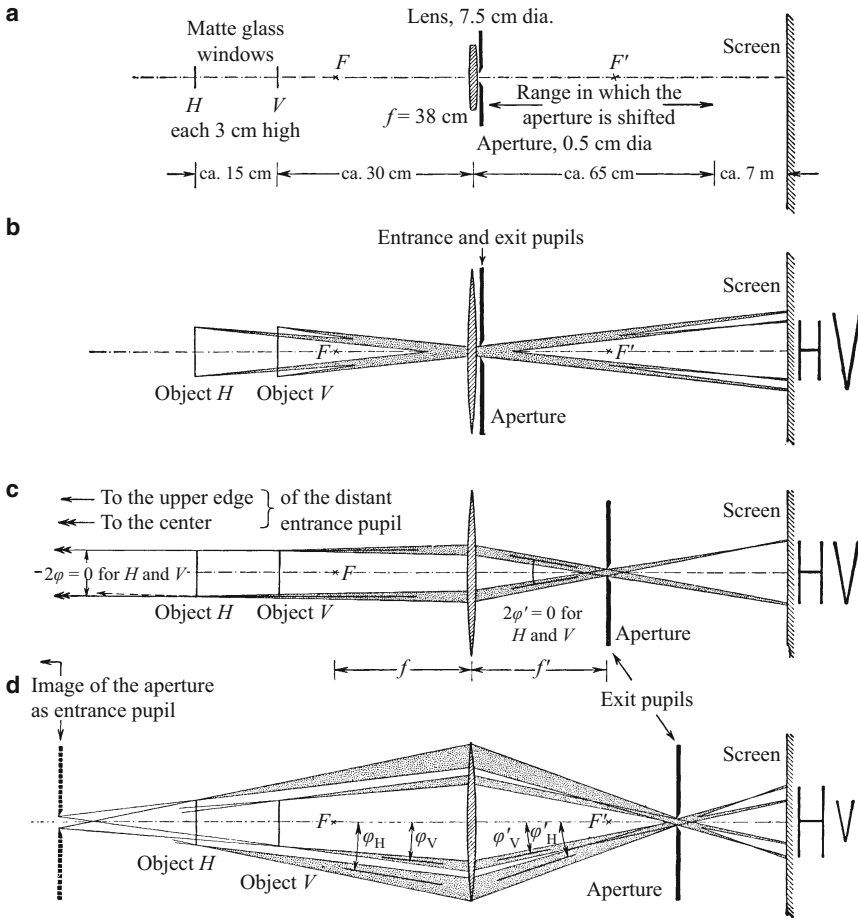 a
Lens, 7.5 cm dia.
Matte glass
windows
F
F′
Screen
H
V
each 3 cm high
f = 38 cm
Range in which the
aperture is shifted
Aperture, 0.5 cm dia
ca. 15 cm
ca. 30 cm
ca. 65 cm
ca. 7 m
b
Entrance and exit pupils
Screen
F
F′
H V
Object H
Object V
Aperture
c
To the upper edge
To the center
of the distant
entrance pupil
Screen
2φ = 0 for H and V
F
H V
Object H
Object V
2φ′ = 0 for
H and V
Aperture
f
f′
d
Image of the aperture
as entrance pupil
Exit pupils
Screen
F
φH
φV
φ′V
φ′H
F′
H V
Object H
Object V
Aperture